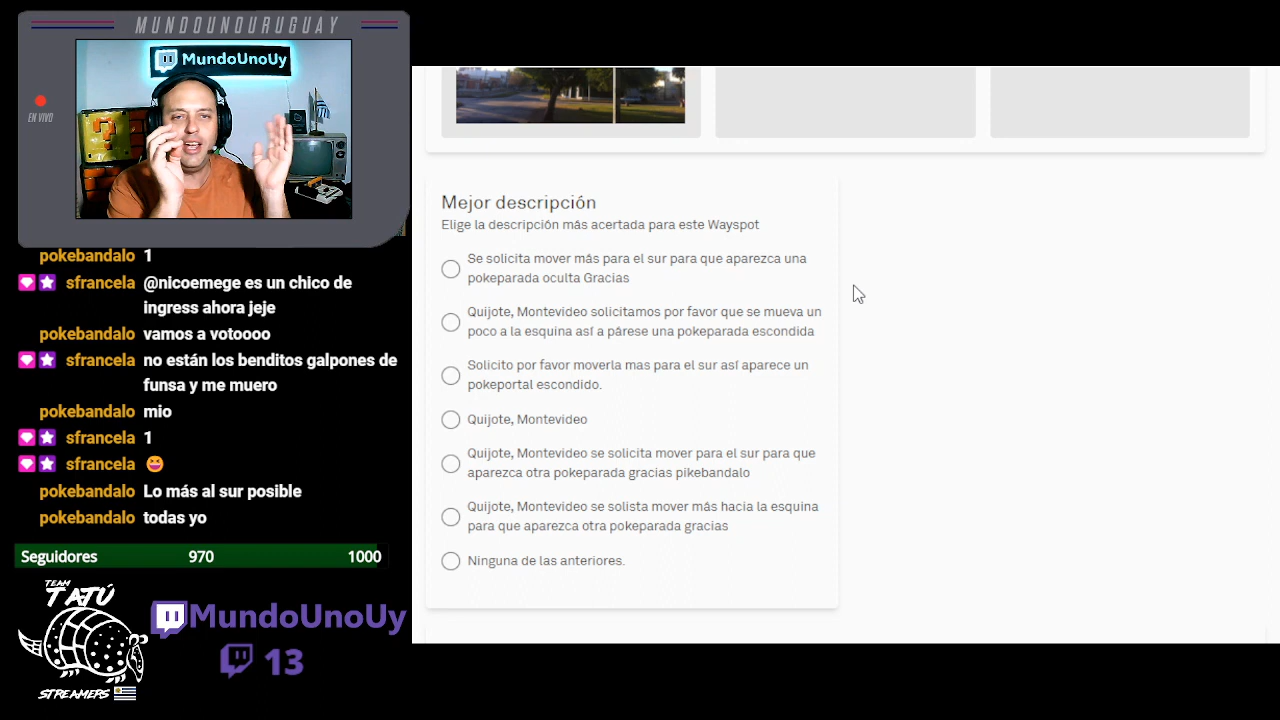 MUNDOUNOURUGUAY
MundoUnoUy
EN VIVO
pokebandalo 1
sfrancela @nicoemege es un chico de
ingress ahora jeje
pokebandalo vamos a votoooo
sfrancela no están los benditos galpones de
funsa y me muero
pokebandalo mio
sfrancela 1
sfrancela
pokebandalo Lo más al sur posible
pokebandalo todas yo
Seguidores 970 1000
TEAM
TATÚ
STREAMERS
MundoUnoUy
13
Mejor descripción
Elige la descripción más acertada para este Wayspot
Se solicita mover más para el sur para que aparezca una
pokeparada oculta Gracias
Quijote, Montevideo solicitamos por favor que se mueva un
poco a la esquina así a párese una pokeparada escondida
Solicito por favor moverla mas para el sur así aparece un
pokeportal escondido.
Quijote, Montevideo
Quijote, Montevideo se solicita mover para el sur para que
aparezca otra pokeparada gracias pikebandalo
Quijote, Montevideo se solista mover más hacia la esquina
para que aparezca otra pokeparada gracias
Ninguna de las anteriores.